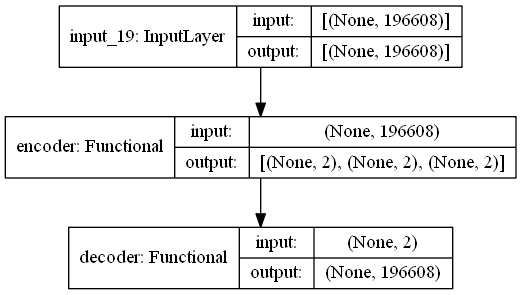 input_19: InputLayer
input:
[(None, 196608)]
output:
[(None, 196608)]
encoder: Functional
input:
(None, 196608)
output:
[(None, 2), (None, 2), (None, 2)]
decoder: Functional
input:
(None, 2)
output:
(None, 196608)